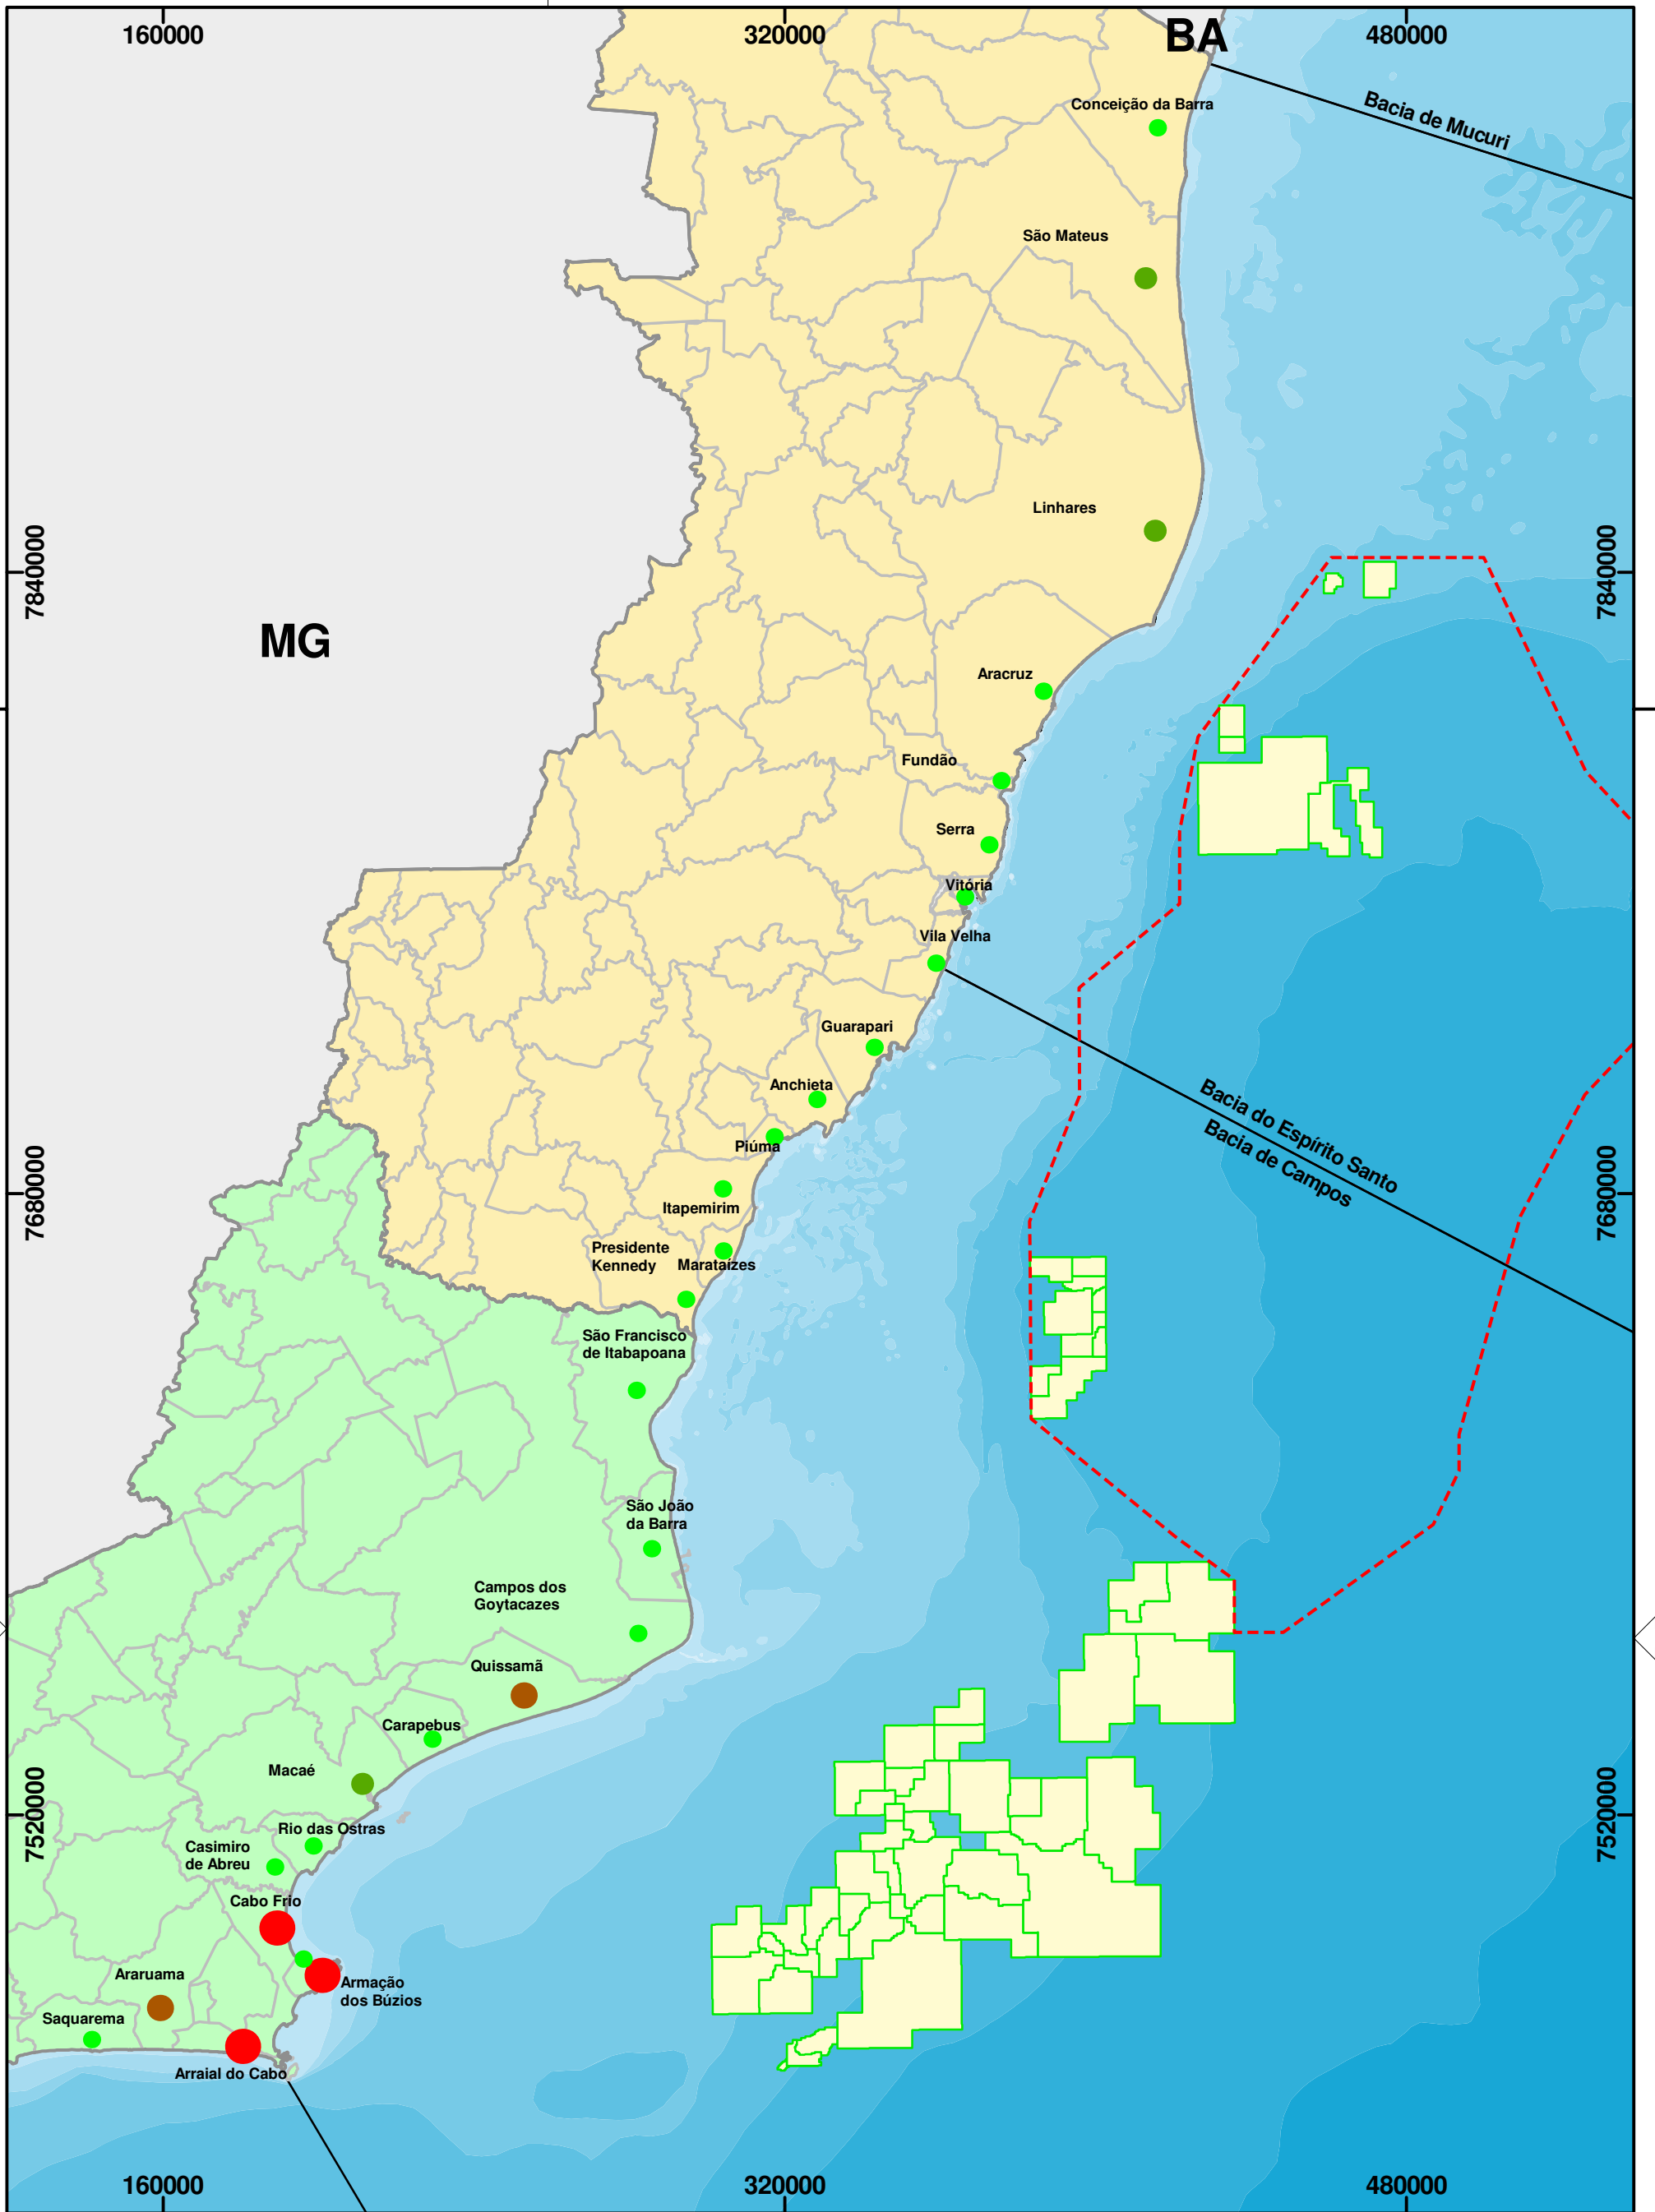 160000
320000
BA
480000
Conceição da Barra
Bacia de Mucuri
São Mateus
Linhares
7840000
7840000
MG
Aracruz
Fundão
Serra
Vitória
Vila Velha
Guarapari
Anchieta
Bacia do Espírito Santo
Bacia de Campos
Piúma
7680000
7680000
Itapemirim
Presidente
Kennedy
Marataízes
São Francisco
de Itabapoana
São João
da Barra
Campos dos
Goytacazes
Quissamã
Carapebus
Macaé
7520000
7520000
Rio das Ostras
Casimiro
de Abreu
Cabo Frio
Araruama
Armação
dos Búzios
Saquarema
Arraial do Cabo
160000
320000
480000